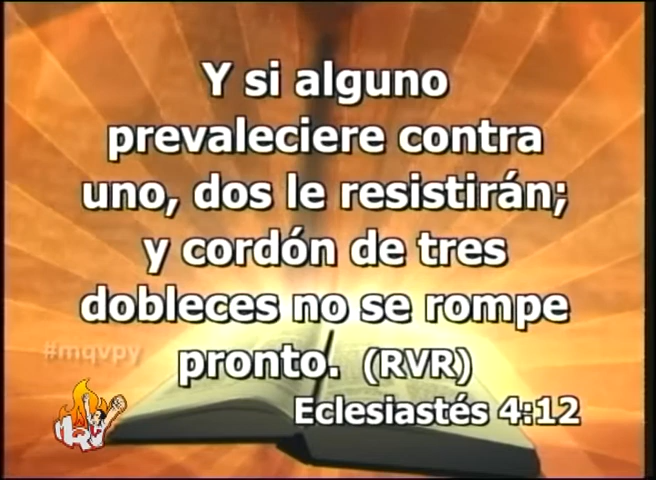 Y si alguno
prevaleciere contra
uno, dos le resistirán;
y cordón de tres
dobleces no se rompe
pronto. (RVR)
#mqvpy
Eclesiastés 4:12